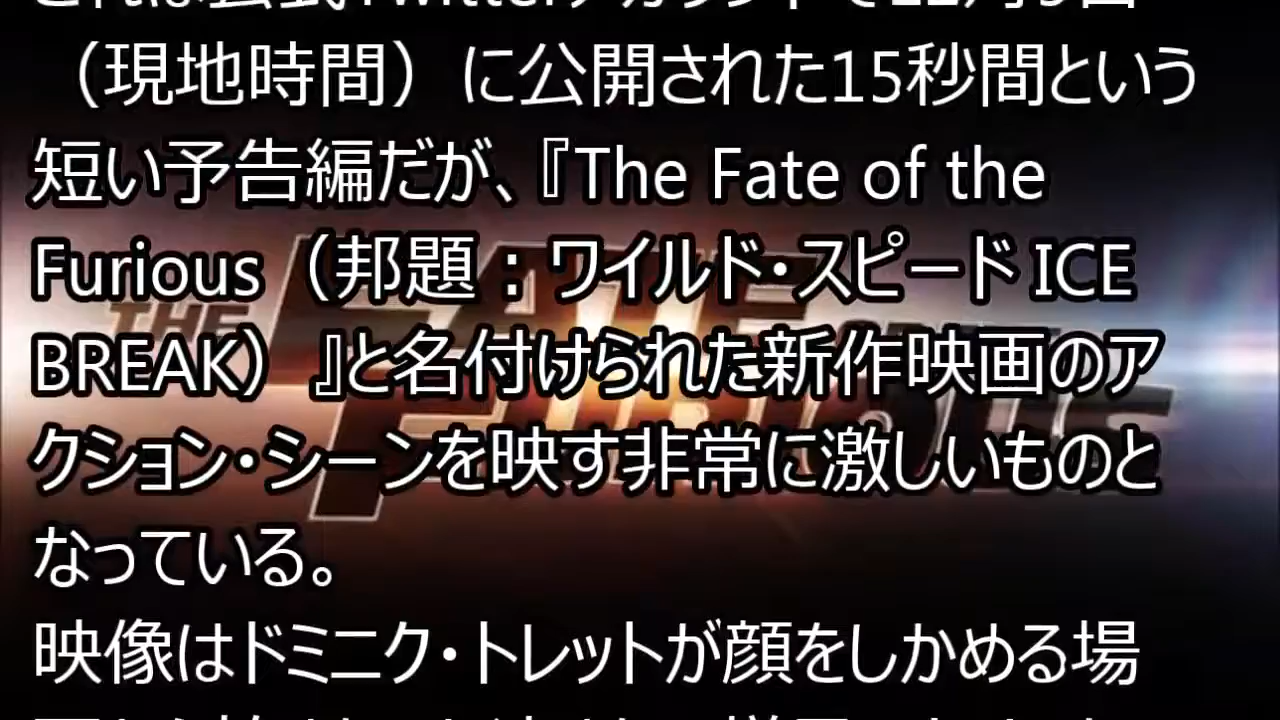 （現地時間）に公開された15秒間という
短い予告編だが、『The Fate of the
Furious（邦題：ワイルド・スピード ICE
BREAK）』と名付けられた新作映画のア
クション・シーンを映す非常に激しいものと
なっている。
映像はドミニク・トレットが顔をしかめる場
THE FATE
OF THE
FURIOUS